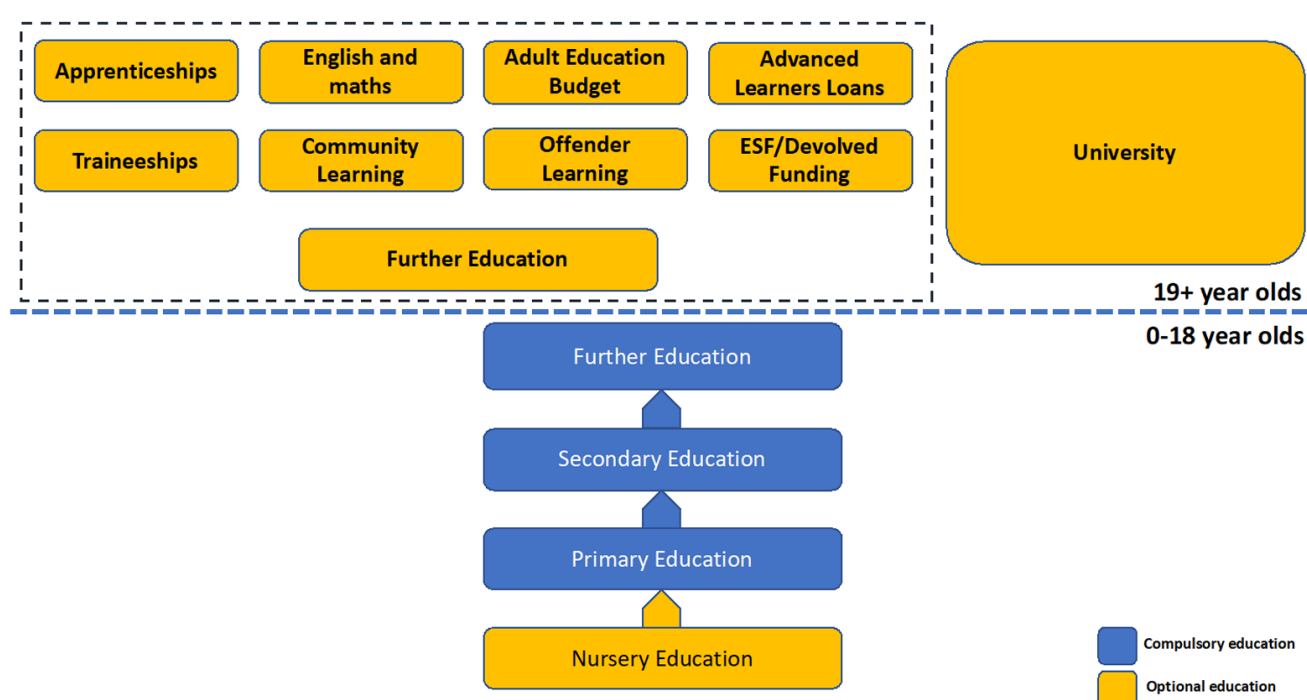 Apprenticeships
English and
maths
Adult Education
Budget
Advanced
Learners Loans
Traineeships
Community
Learning
Offender
Learning
ESF/Devolved
Funding
Further Education
University
19+ year olds
0-18 year olds
Further Education
Secondary Education
Primary Education
Nursery Education
Compulsory education
Optional education